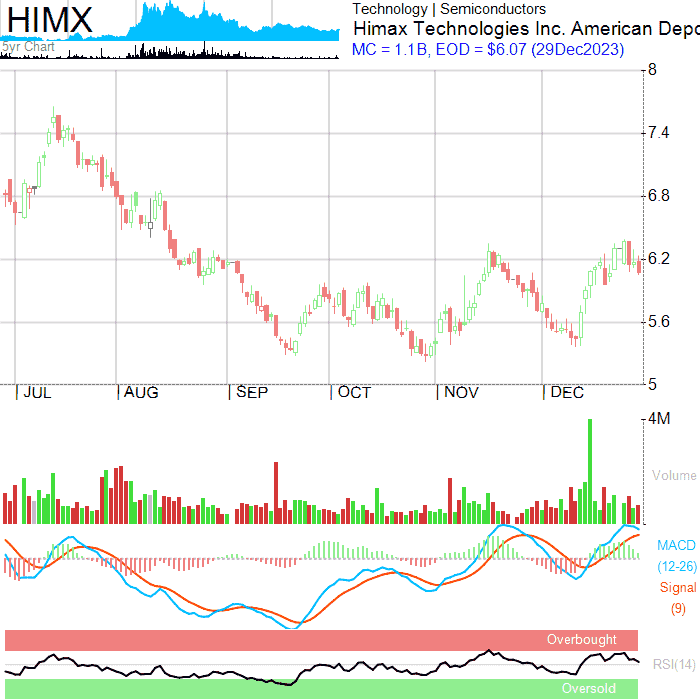 HIMX
5yr Chart
Technology | Semiconductors
Himax Technologies Inc. American Depo
MC = 1.1B, EOD = $6.07 (29Dec2023)
8
7.4
6.8
6.2
5.6
5
JUL
AUG
SEP
OCT
NOV
DEC
4M
Volume
MACD
(12-26)
Signal
(9)
Overbought
RSI(14)
Oversold